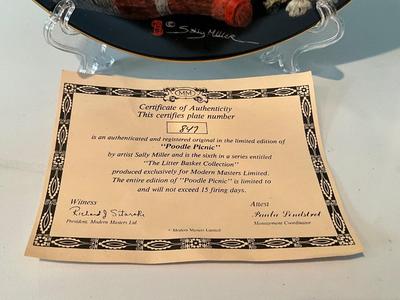 © Sally Miller
MM
Certificate of Authenticity
This certifies plate number
847
is an authenticated and registered original in the limited edition of
"Poodle Picnic"
by artist Sally Miller and is the sixth in a series entitled
"The Litter Basket Collection"
produced exclusively for Modern Masters Limited.
The entire edition of "Poodle Picnic" is limited to
and will not exceed 15 firing days.
Witness Attest
Richard J
President, Modern Masters Ltd. Management Coordinator
© Modern Masters Limited